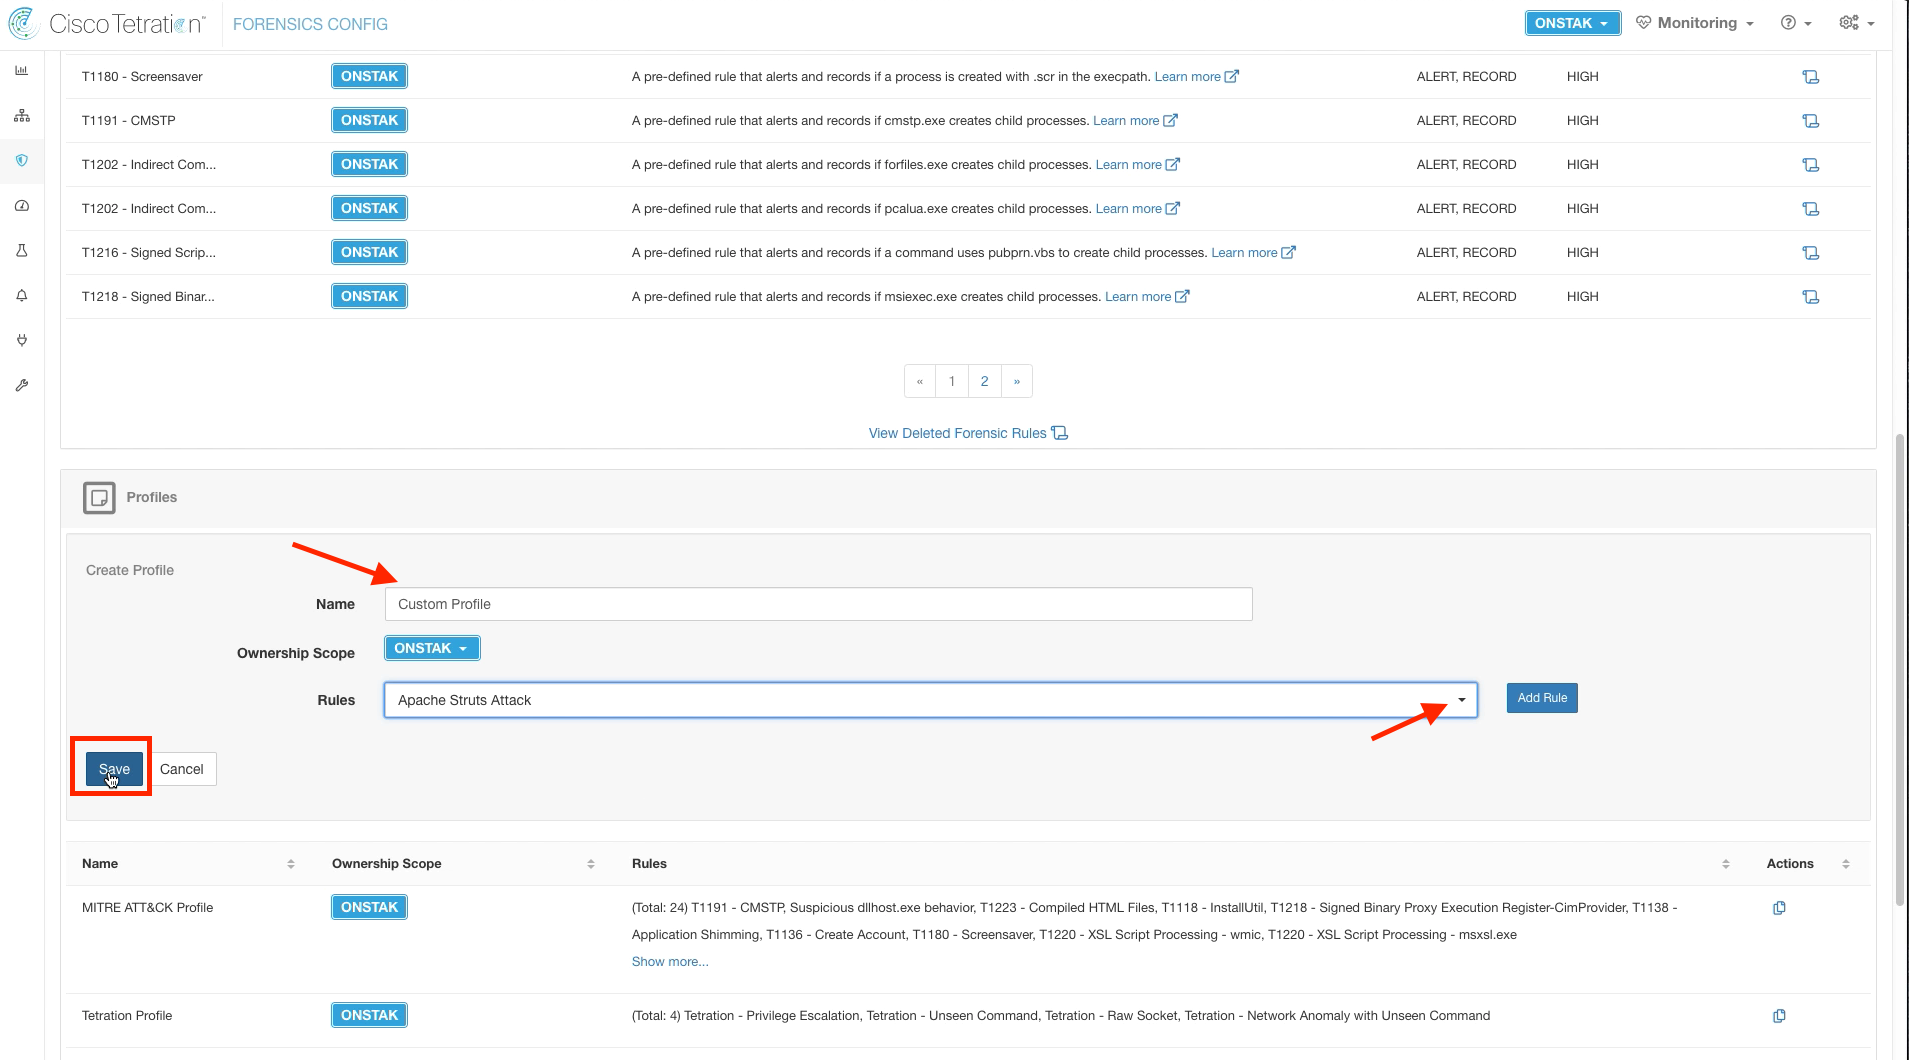 Cisco Tetration™ FORENSICS CONFIG ONSTAK Monitoring
T1180 - Screensaver ONSTAK A pre-defined rule that alerts and records if a process is created with .scr in the execpath. Learn more ALERT, RECORD HIGH
T1191 - CMSTP ONSTAK A pre-defined rule that alerts and records if cmstp.exe creates child processes. Learn more ALERT, RECORD HIGH
T1202 - Indirect Com... ONSTAK A pre-defined rule that alerts and records if forfiles.exe creates child processes. Learn more ALERT, RECORD HIGH
T1202 - Indirect Com... ONSTAK A pre-defined rule that alerts and records if pcalua.exe creates child processes. Learn more ALERT, RECORD HIGH
T1216 - Signed Scrip... ONSTAK A pre-defined rule that alerts and records if a command uses pubprn.vbs to create child processes. Learn more ALERT, RECORD HIGH
T1218 - Signed Binar... ONSTAK A pre-defined rule that alerts and records if msiexec.exe creates child processes. Learn more ALERT, RECORD HIGH
« 1 2 »
View Deleted Forensic Rules
Profiles
Create Profile
Name Custom Profile
Ownership Scope ONSTAK
Rules Apache Struts Attack Add Rule
Save Cancel
Name Ownership Scope Rules Actions
MITRE ATT&CK Profile ONSTAK (Total: 24) T1191 - CMSTP, Suspicious dllhost.exe behavior, T1223 - Compiled HTML Files, T1118 - InstallUtil, T1218 - Signed Binary Proxy Execution Register-CimProvider, T1138 -
Application Shimming, T1136 - Create Account, T1180 - Screensaver, T1220 - XSL Script Processing - wmic, T1220 - XSL Script Processing - msxsl.exe
Show more...
Tetration Profile ONSTAK (Total: 4) Tetration - Privilege Escalation, Tetration - Unseen Command, Tetration - Raw Socket, Tetration - Network Anomaly with Unseen Command